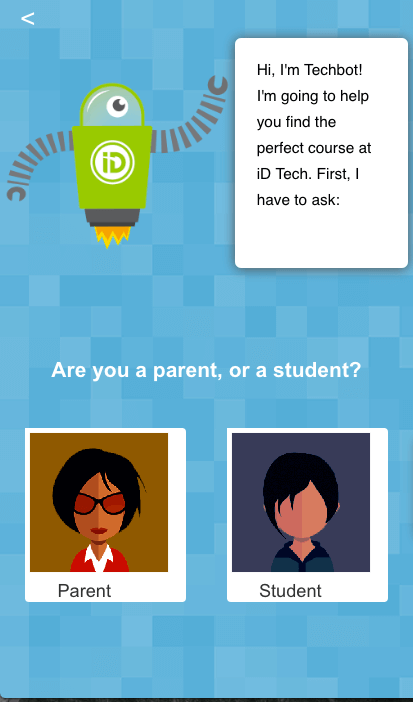 <
Hi, I'm Techbot!
I'm going to help
you find the
perfect course at
iD Tech. First, I
have to ask:
iD
Are you a parent, or a student?
Parent
Student